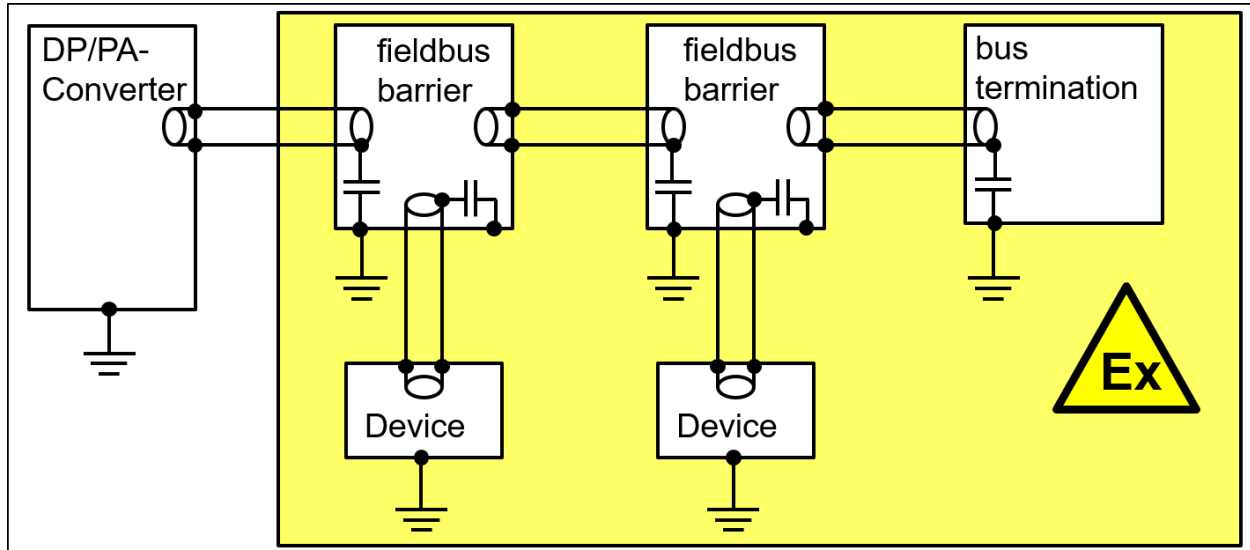 DP/PA-
Converter
fieldbus
barrier
fieldbus
barrier
bus
termination
Device
Device
Ex